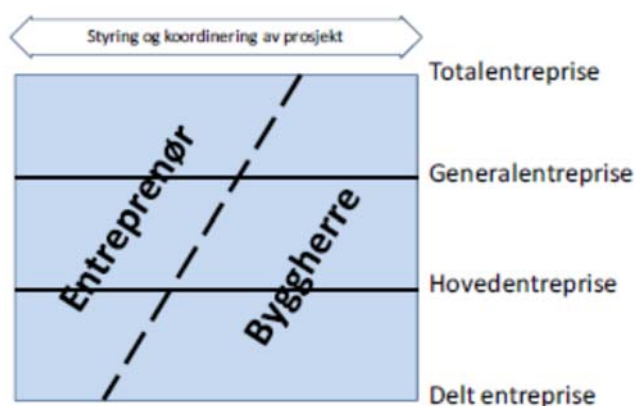 Styring og koordinering av prosjekt
Totalentreprise
Entreprenør
Generalentreprise
Byggherre
Hovedentreprise
Delt entreprise